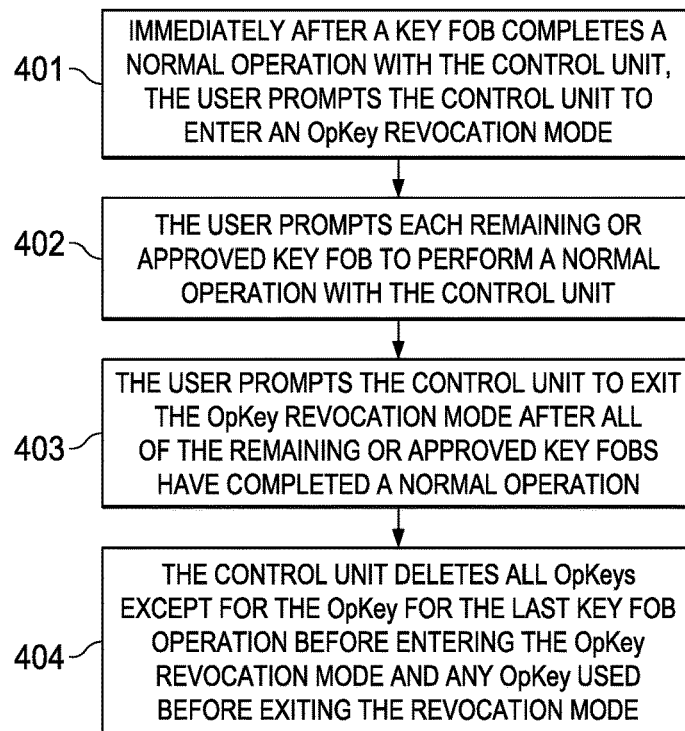 401
IMMEDIATELY AFTER A KEY FOB COMPLETES A
NORMAL OPERATION WITH THE CONTROL UNIT,
THE USER PROMPTS THE CONTROL UNIT TO
ENTER AN OpKey REVOCATION MODE
402
THE USER PROMPTS EACH REMAINING OR
APPROVED KEY FOB TO PERFORM A NORMAL
OPERATION WITH THE CONTROL UNIT
403
THE USER PROMPTS THE CONTROL UNIT TO EXIT
THE OpKey REVOCATION MODE AFTER ALL
OF THE REMAINING OR APPROVED KEY FOBS
HAVE COMPLETED A NORMAL OPERATION
404
THE CONTROL UNIT DELETES ALL OpKeys
EXCEPT FOR THE OpKey FOR THE LAST KEY FOB
OPERATION BEFORE ENTERING THE OpKey
REVOCATION MODE AND ANY OpKey USED
BEFORE EXITING THE REVOCATION MODE